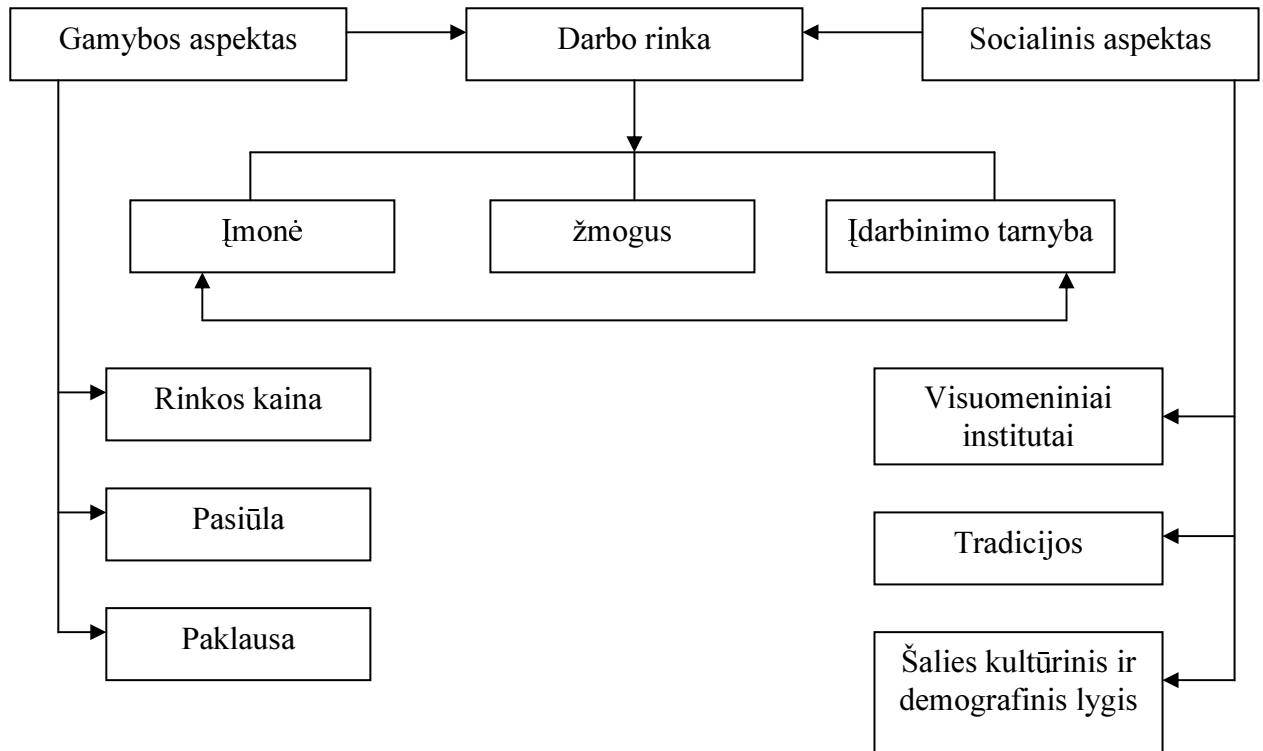 Gamybos aspektas
Darbo rinka
Socialinis aspektas
Įmonė
žmogus
Įdarbinimo tarnyba
Rinkos kaina
Pasiūla
Paklausa
Visuomeniniai
institutai
Tradicijos
Šalies kultūrinis ir
demografinis lygis